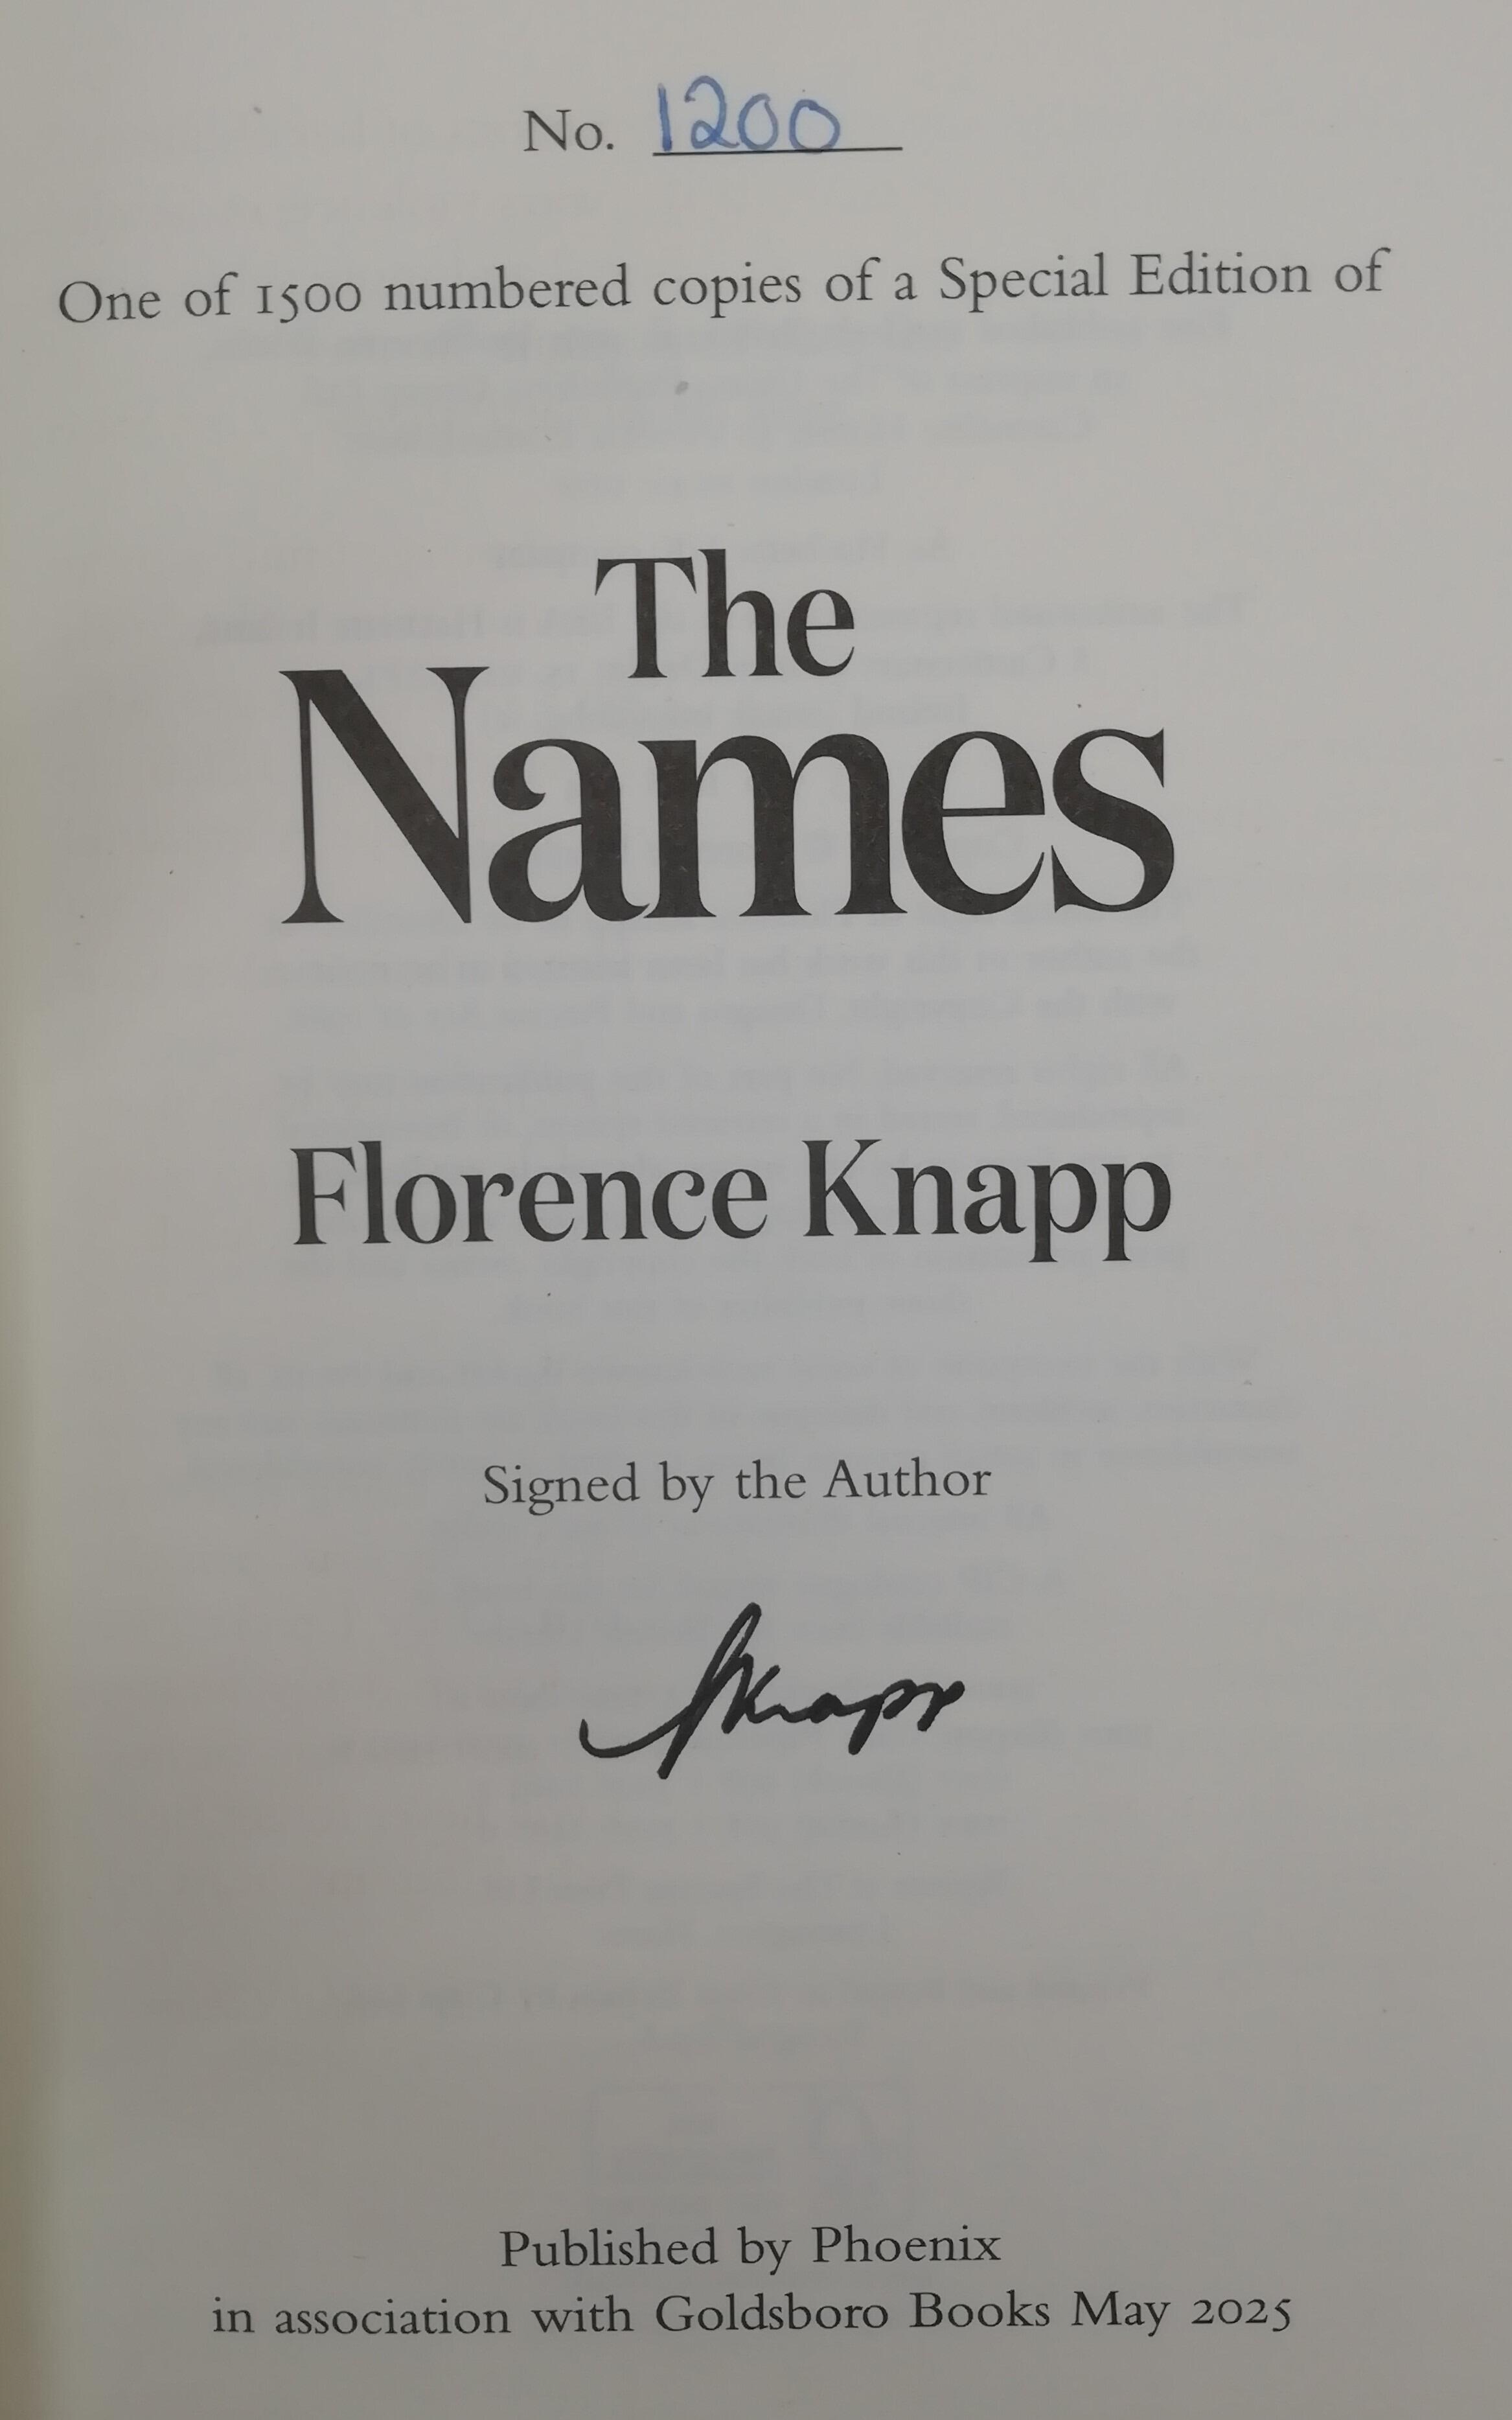 No. 1200
One of 1500 numbered copies of a Special Edition of
The
Names
Florence Knapp
Signed by the Author
Knapp
Published by Phoenix
in association with Goldsboro Books May 2025